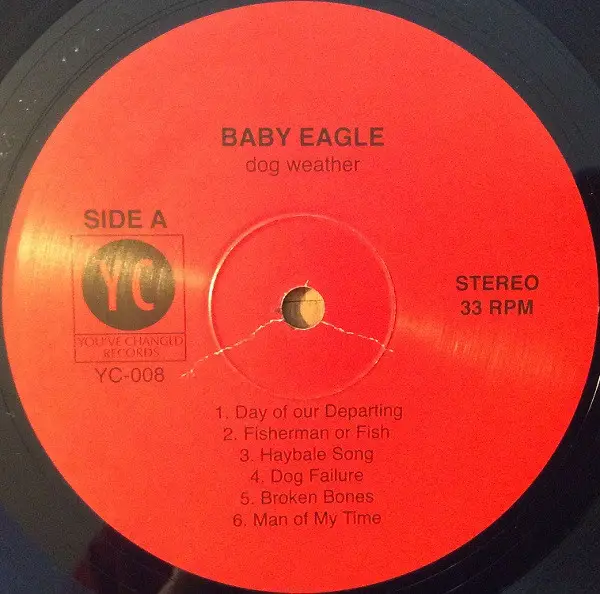 BABY EAGLE
dog weather
SIDE A
YC
YOU'VE CHANGED
RECORDS
YC-008
STEREO
33 RPM
1. Day of our Departing
2. Fisherman or Fish
3. Haybale Song
4. Dog Failure
5. Broken Bones
6. Man of My Time